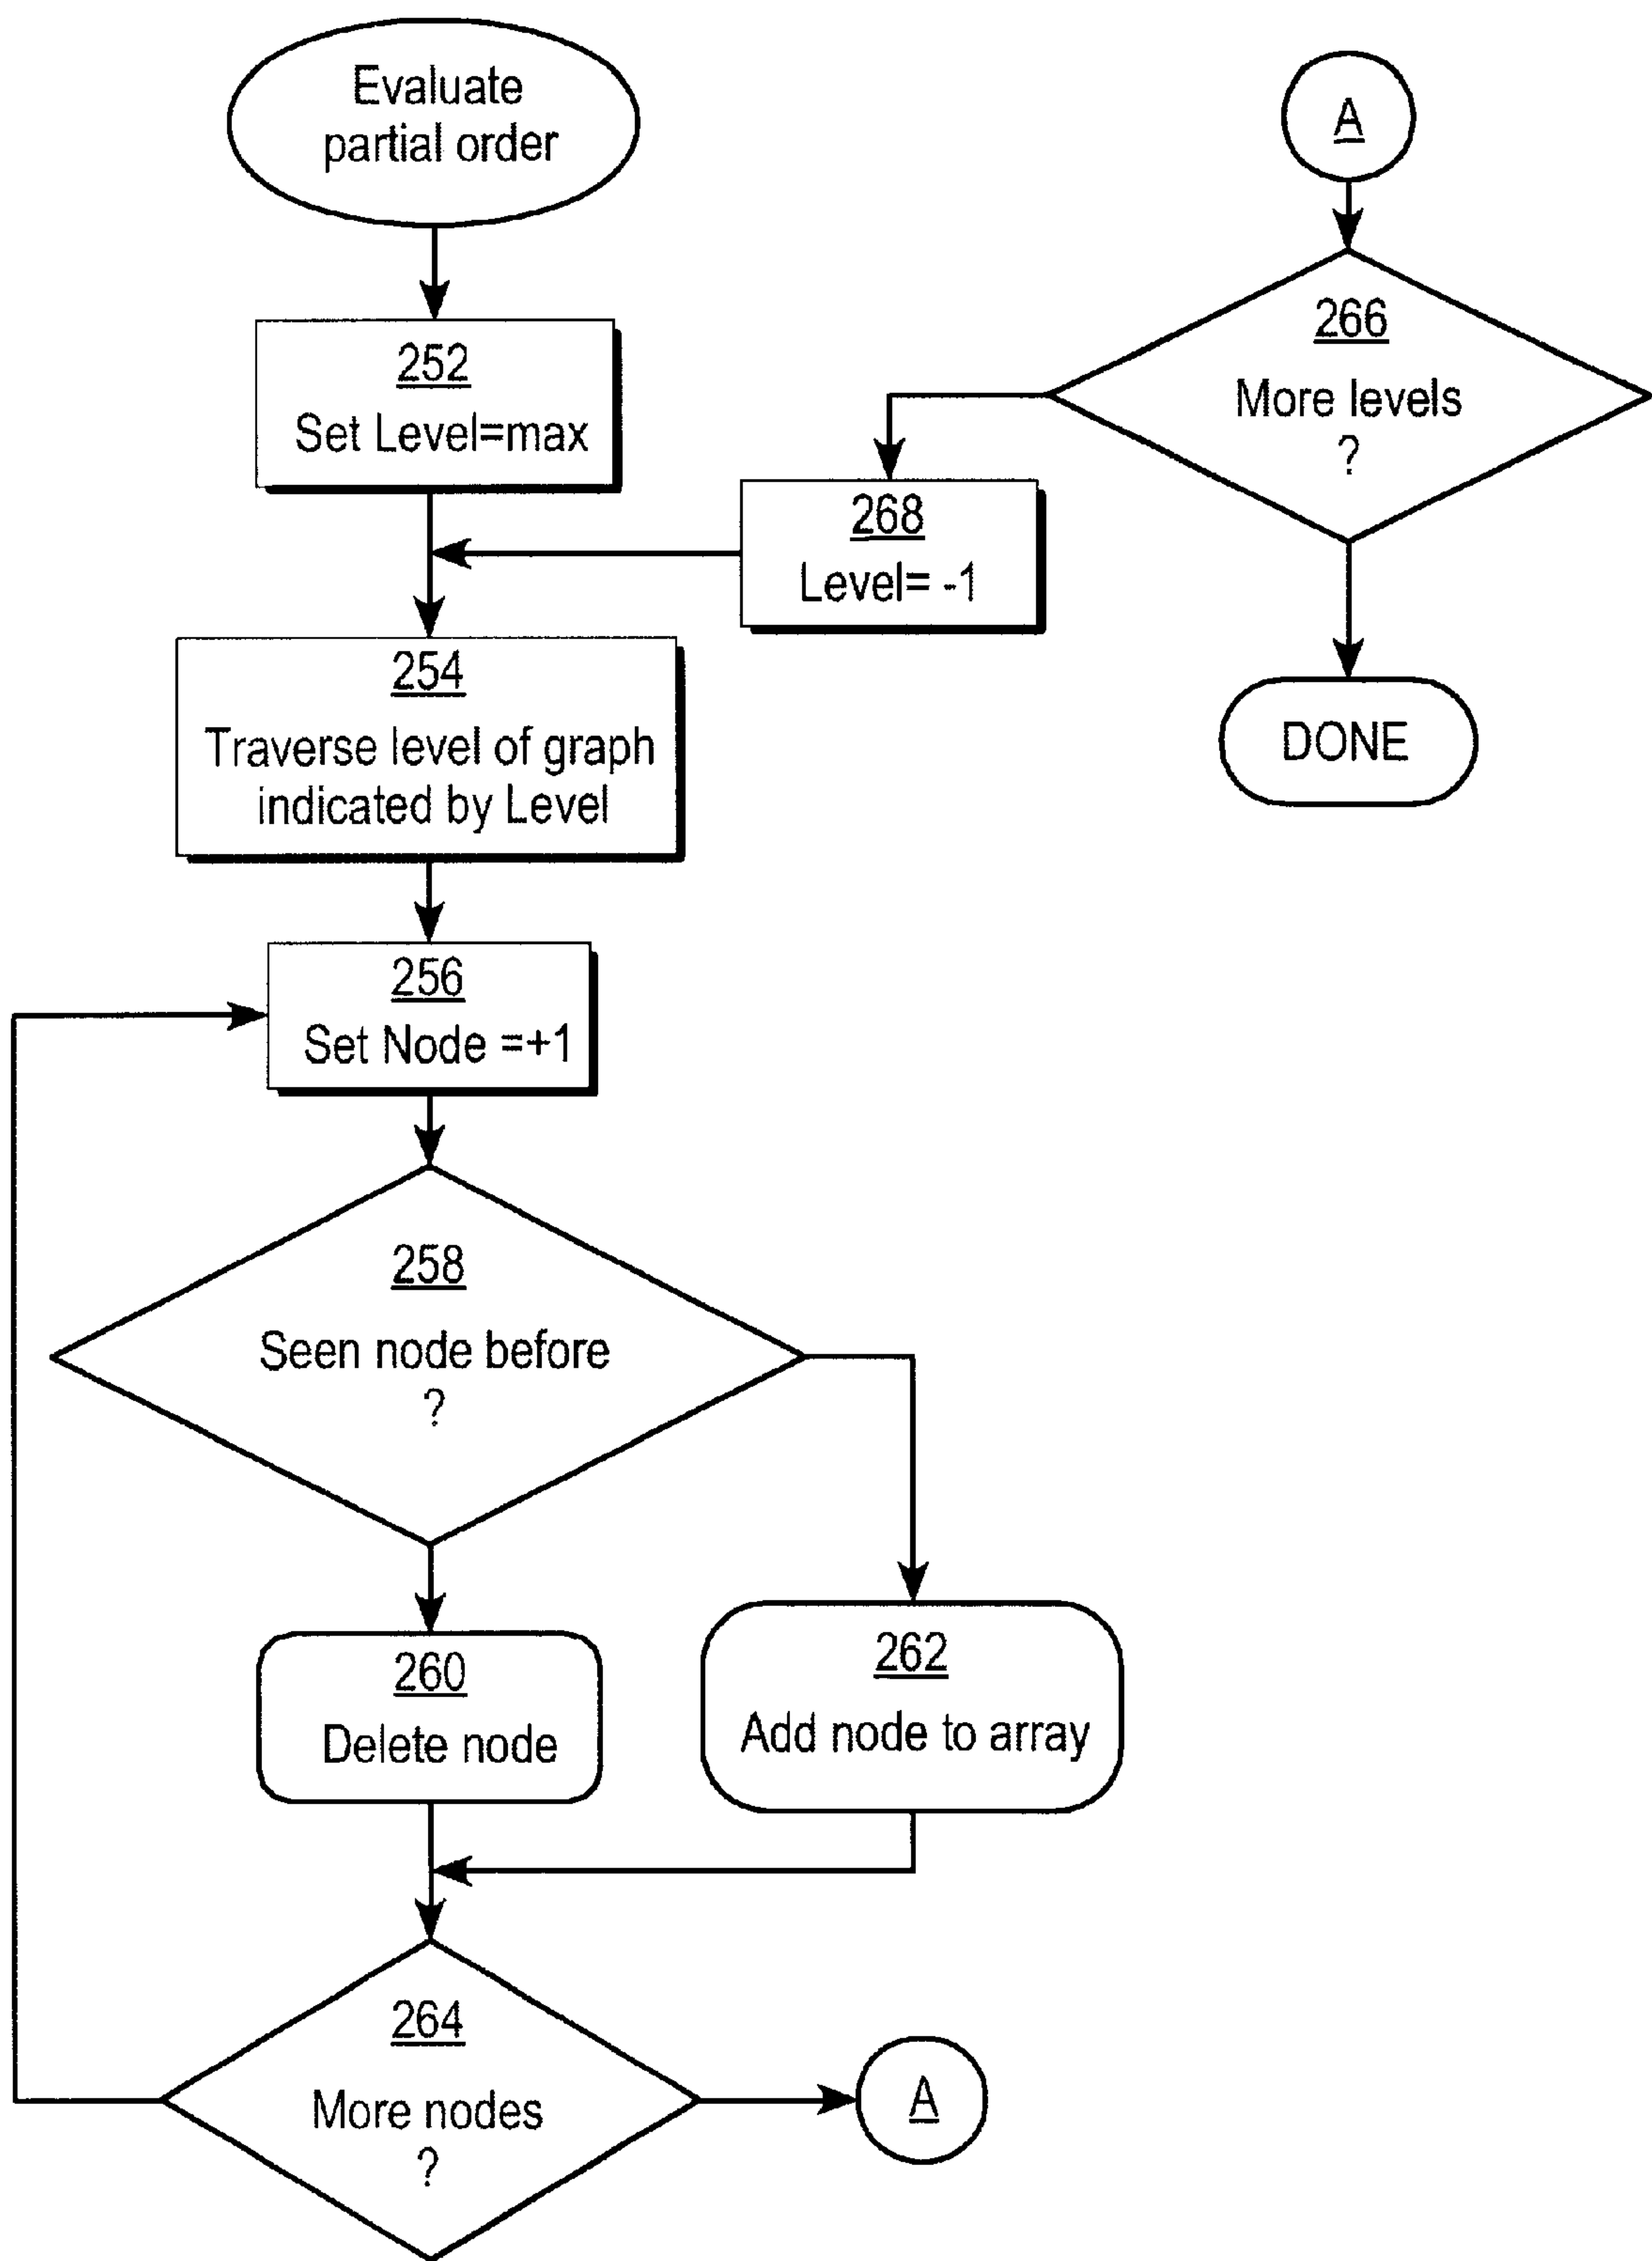 Evaluate
partial order
252
Set Level=max
254
Traverse level of graph
indicated by Level
256
Set Node =+1
258
Seen node before
?
260
Delete node
262
Add node to array
264
More nodes
?
A
A
266
More levels
?
268
Level= -1
DONE